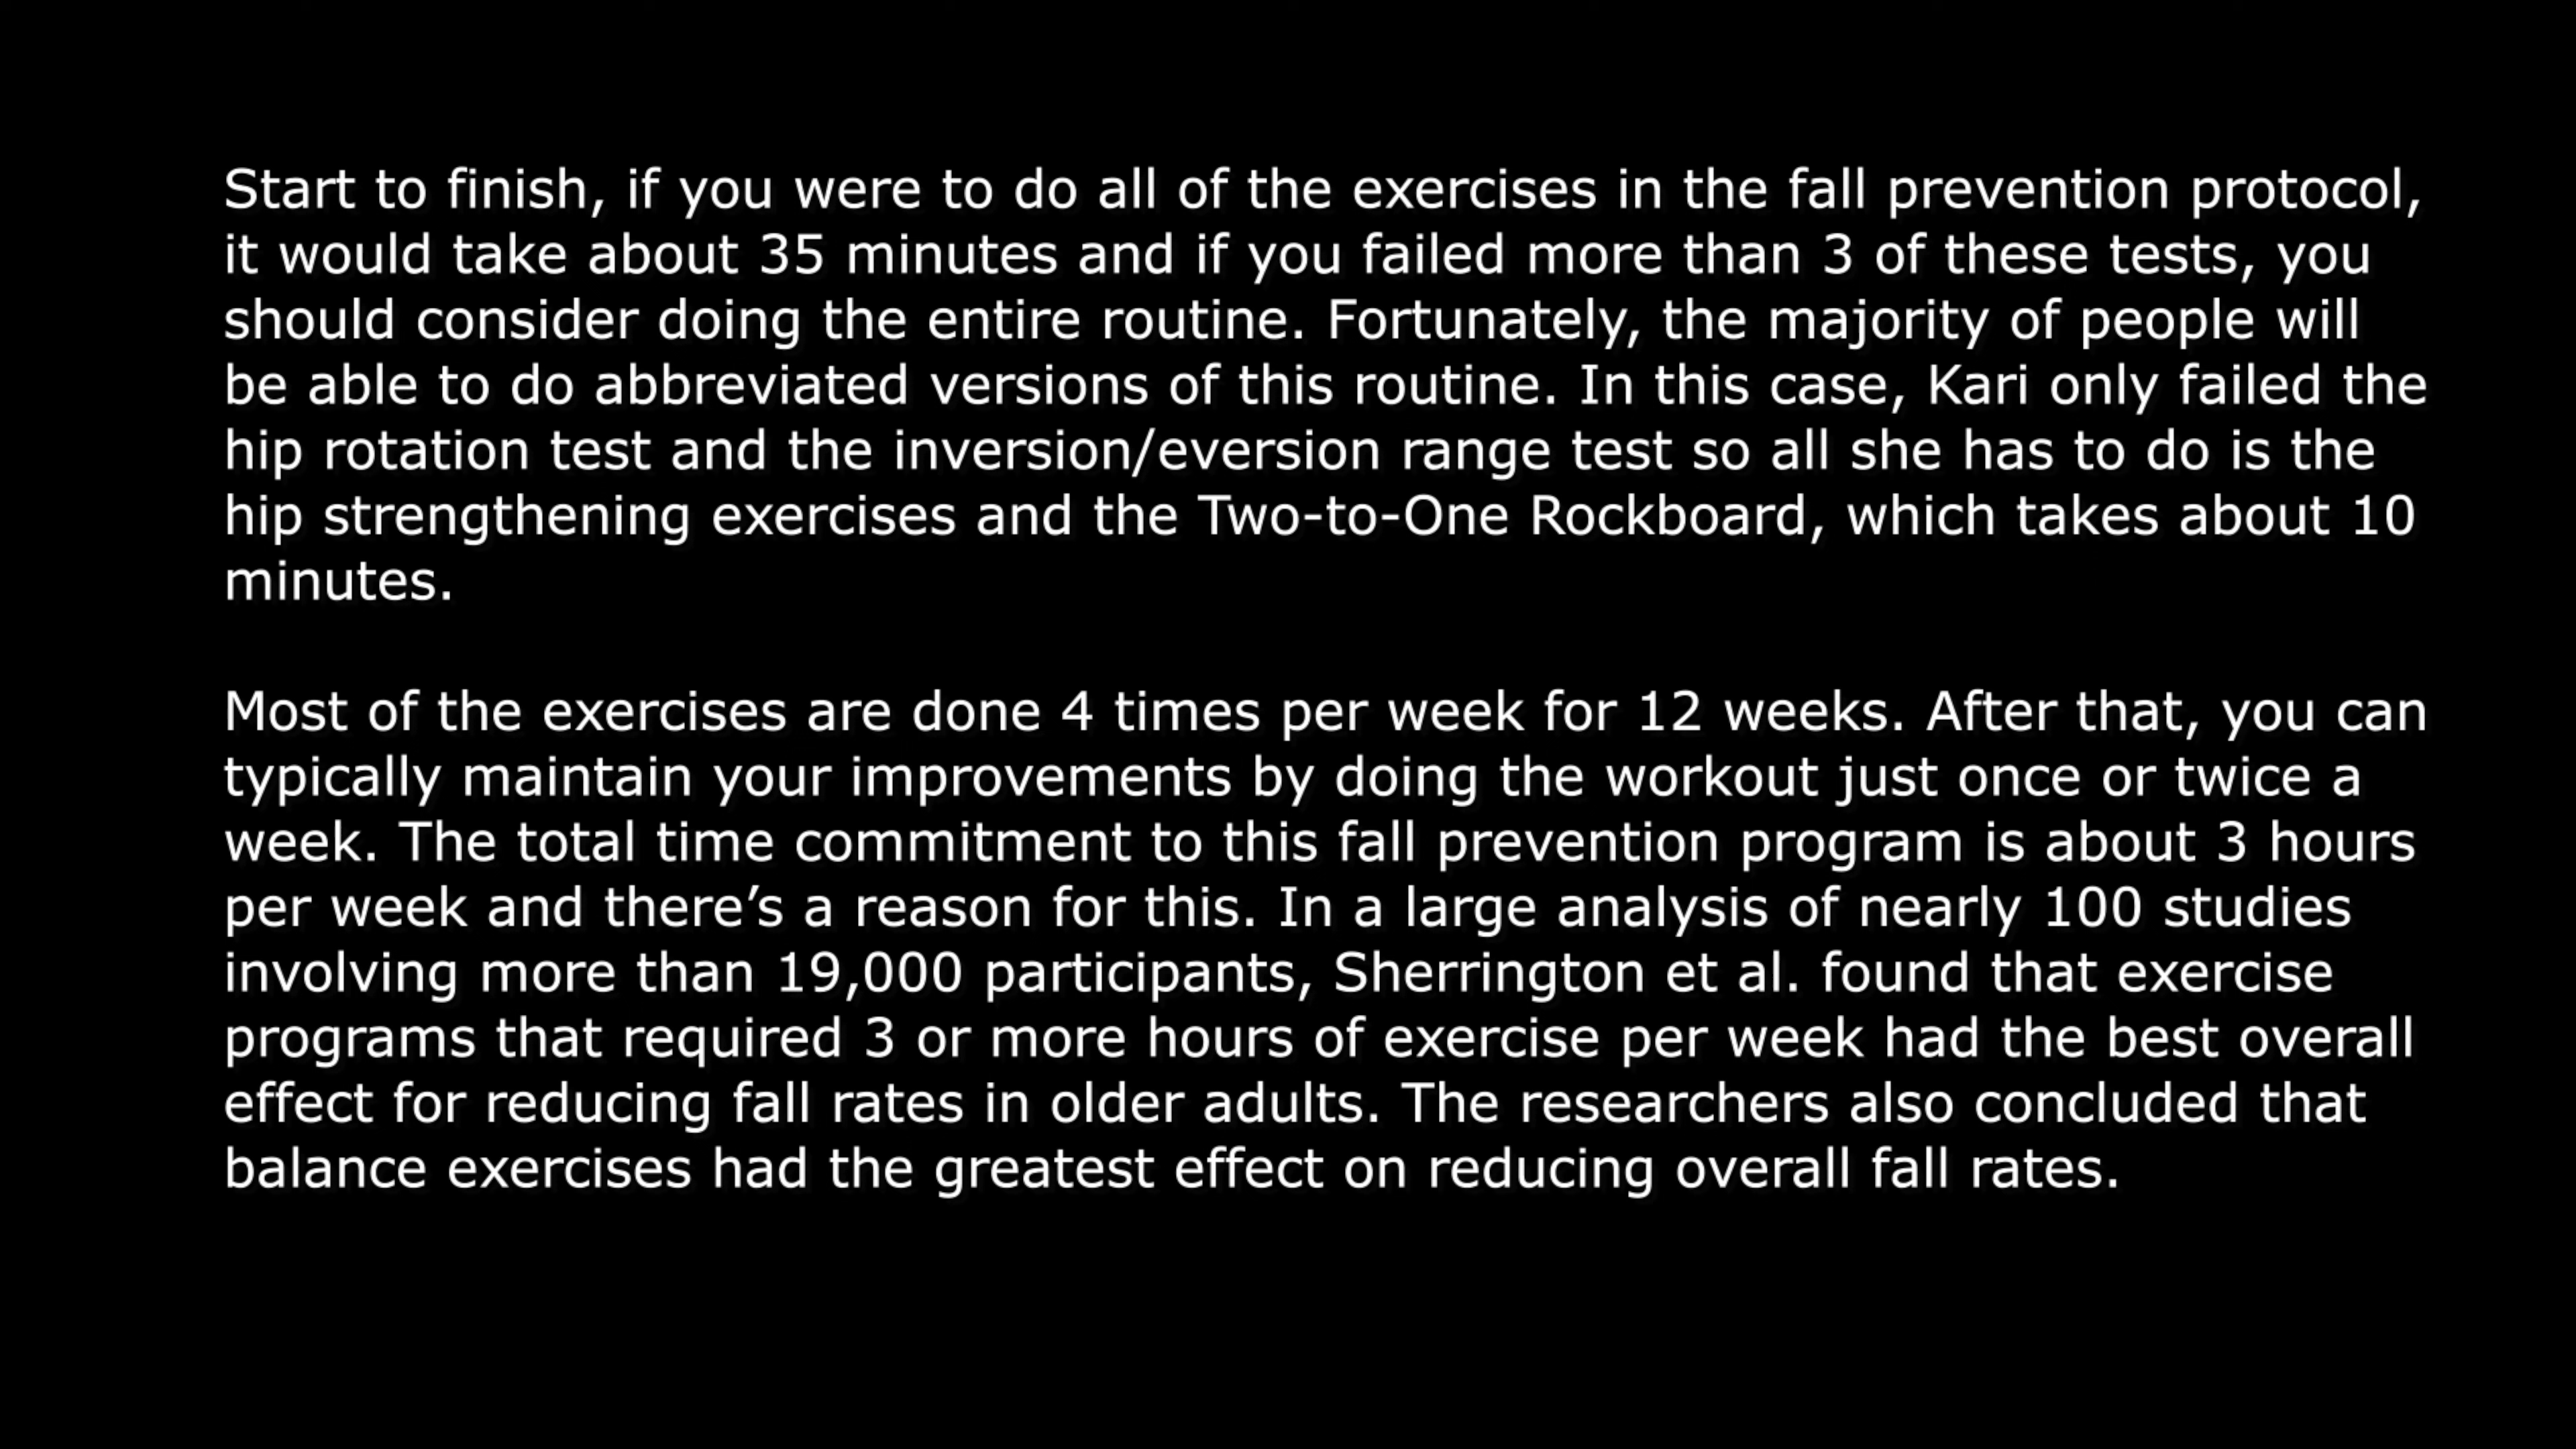 Start to finish, if you were to do all of the exercises in the fall prevention protocol,
it would take about 35 minutes and if you failed more than 3 of these tests, you
should consider doing the entire routine. Fortunately, the majority of people will
be able to do abbreviated versions of this routine. In this case, Kari only failed the
hip rotation test and the inversion/eversion range test so all she has to do is the
hip strengthening exercises and the Two-to-One Rockboard, which takes about 10
minutes.
Most of the exercises are done 4 times per week for 12 weeks. After that, you can
typically maintain your improvements by doing the workout just once or twice a
week. The total time commitment to this fall prevention program is about 3 hours
per week and there’s a reason for this. In a large analysis of nearly 100 studies
involving more than 19,000 participants, Sherrington et al. found that exercise
programs that required 3 or more hours of exercise per week had the best overall
effect for reducing fall rates in older adults. The researchers also concluded that
balance exercises had the greatest effect on reducing overall fall rates.